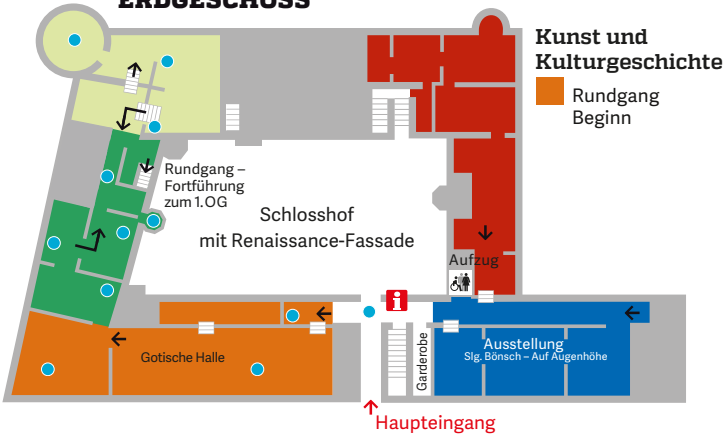 ERDGESCHOSS
Kunst und
Kulturgeschichte
Rundgang
Beginn
Rundgang –
Fortführung
zum 1.OG
Schlosshof
mit Renaissance-Fassade
Aufzug
i
Ausstellung
Slg. Bönsch – Auf Augenhöhe
Gotische Halle
Garderobe
Haupteingang